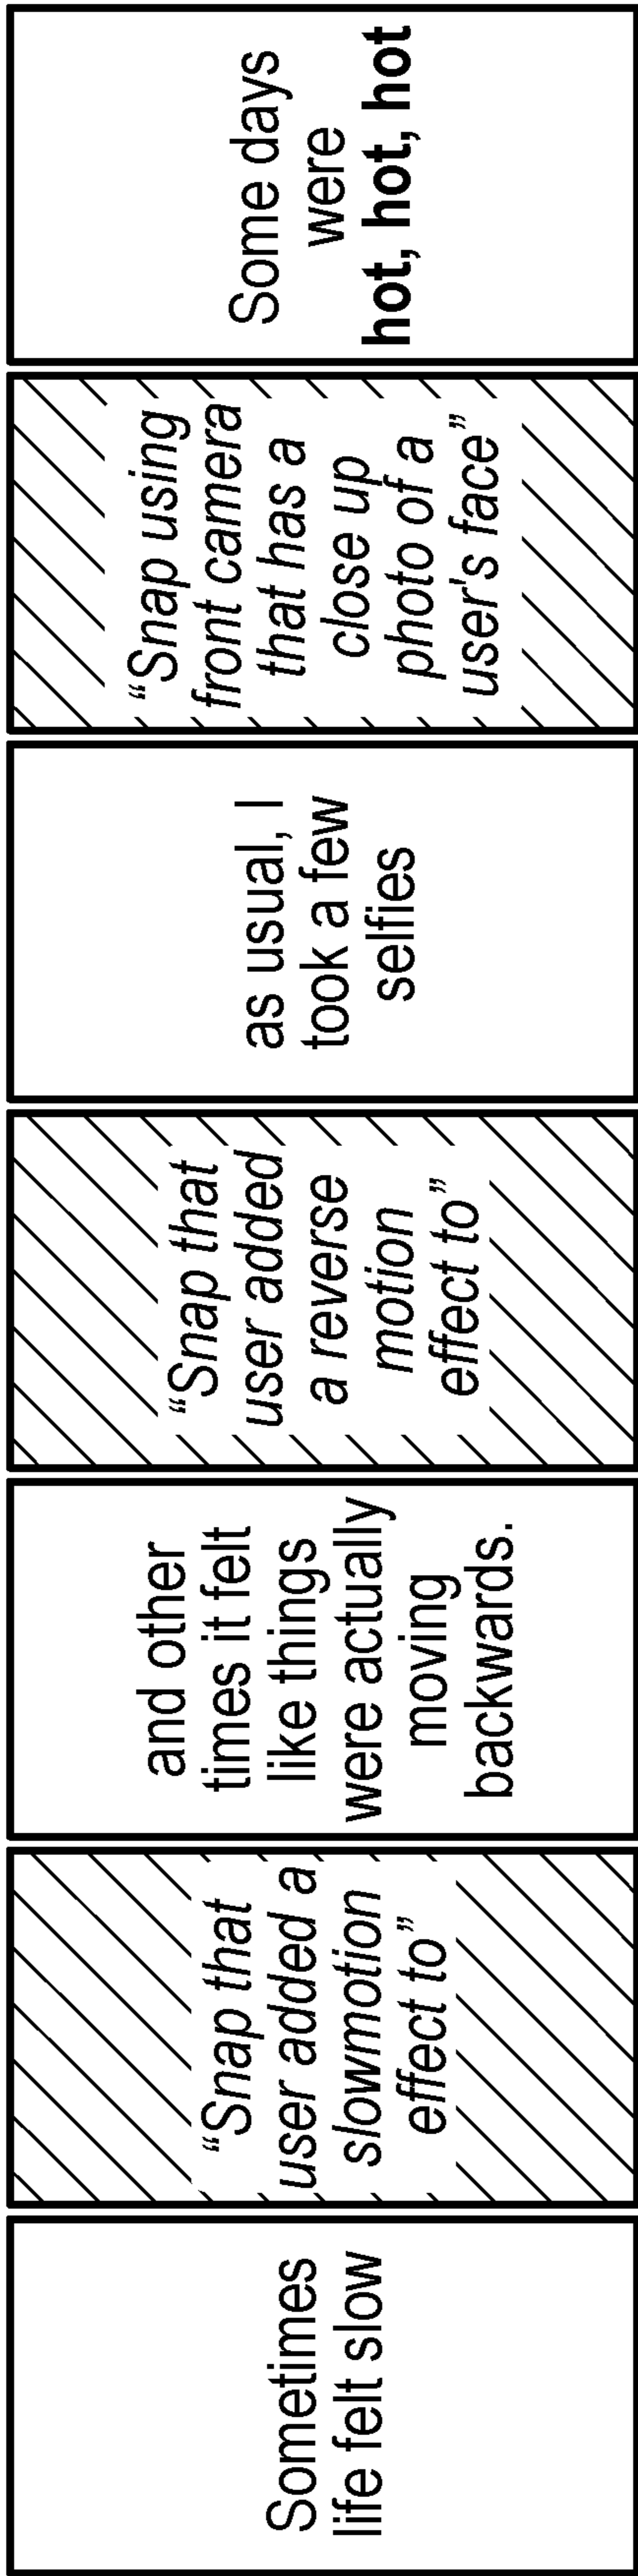 Sometimes
life felt slow
“Snap that
user added a
slowmotion
effect to”
and other
times it felt
like things
were actually
moving
backwards.
“Snap that
user added
a reverse
motion
effect to”
as usual, I
took a few
selfies
“Snap using
front camera
that has a
close up
photo of a
user's face”
Some days
were
hot, hot, hot